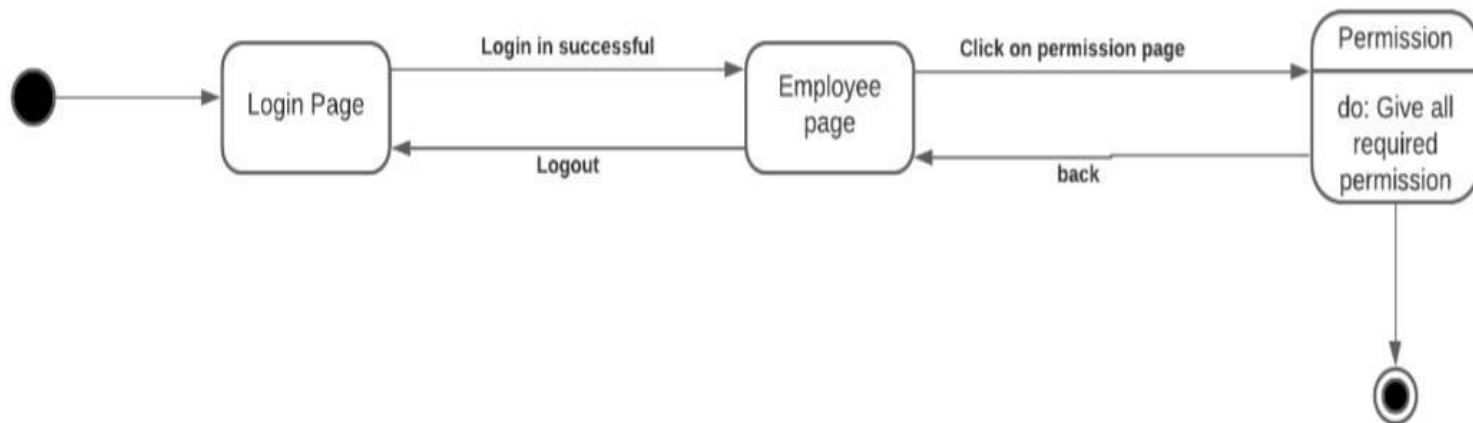 Login Page
Login in successful
Logout
Employee
page
Click on permission page
back
Permission
do: Give all
required
permission